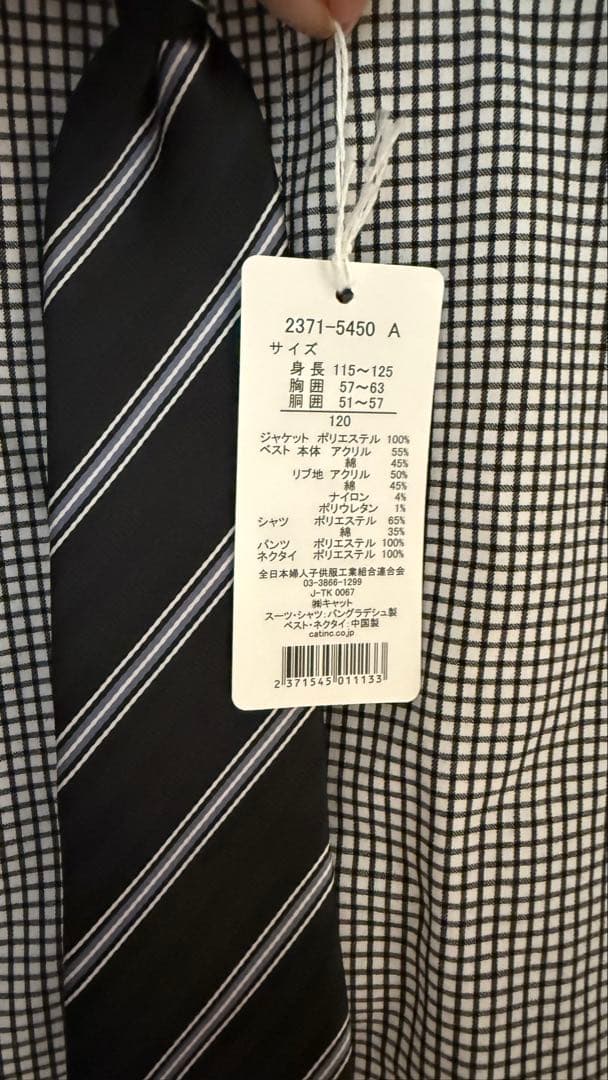 2371-5450 A
サイズ
身長 115〜125
胸囲 57〜63
胴囲 51〜57
120
ジャケット ポリエステル 100%
ベスト 本体 アクリル 55%
綿 45%
リブ地 アクリル 50%
綿 45%
ナイロン 4%
ポリウレタン 1%
シャツ ポリエステル 65%
綿 35%
パンツ ポリエステル 100%
ネクタイ ポリエステル 100%
全日本婦人子供服工業組合連合会
03-3866-1299
J-TK 0067
㈱キャット
スーツ・シャツ:バングラデシュ製
ベスト・ネクタイ:中国製
catinc.co.jp
2 371545 011133